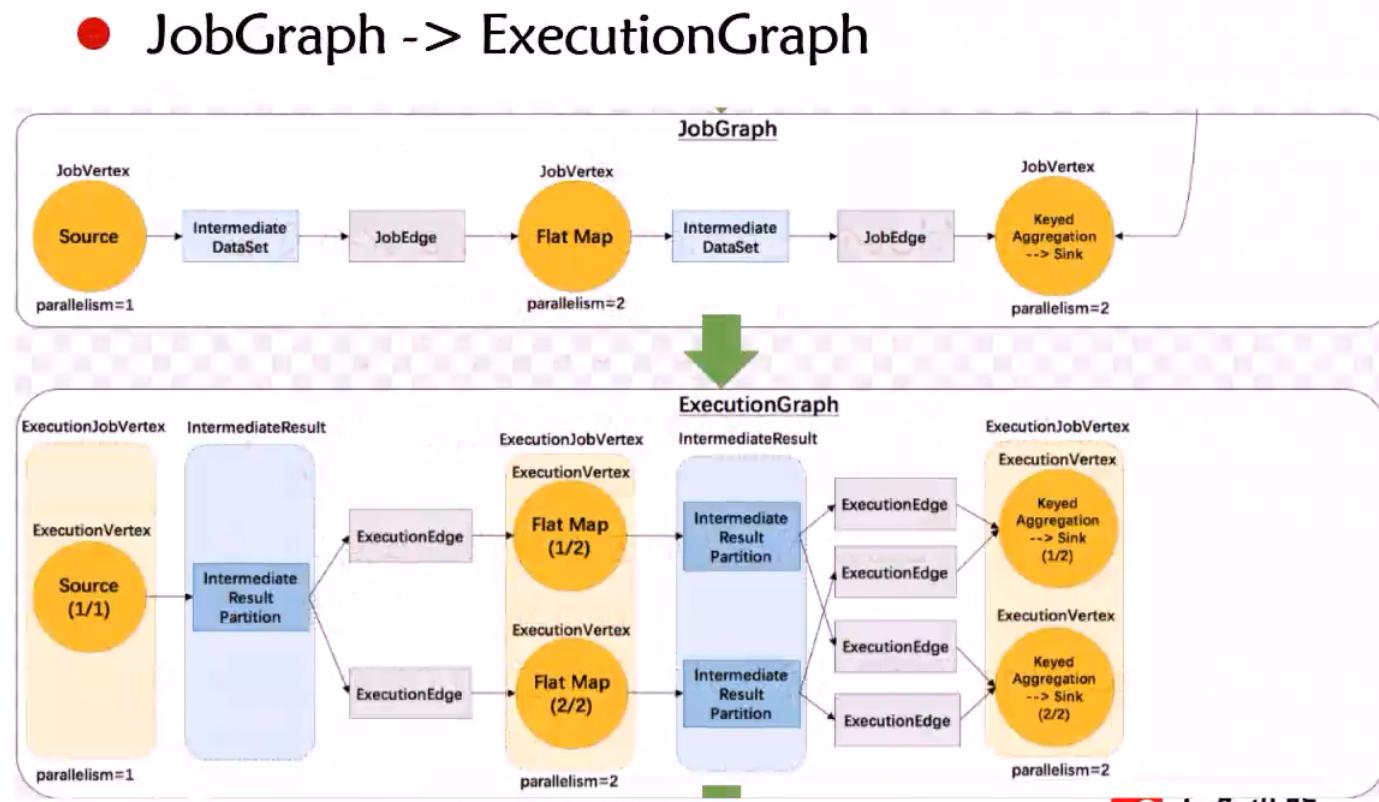 ● JobGraph -> ExecutionGraph
JobGraph
JobVertex
JobVertex
JobVertex
Source
Intermediate
DataSet
JobEdge
Flat Map
Intermediate
DataSet
JobEdge
Keyed
Aggregation
--> Sink
parallelism=1
parallelism=2
parallelism=2
ExecutionGraph
ExecutionJobVertex
IntermediateResult
ExecutionJobVertex
IntermediateResult
ExecutionJobVertex
ExecutionVertex
Source
(1/1)
Intermediate
Result
Partition
ExecutionEdge
ExecutionEdge
ExecutionVertex
Flat Map
(1/2)
ExecutionVertex
Flat Map
(2/2)
Intermediate
Result
Partition
Intermediate
Result
Partition
ExecutionEdge
ExecutionEdge
ExecutionEdge
ExecutionEdge
ExecutionVertex
Keyed
Aggregation
--> Sink
(1/2)
ExecutionVertex
Keyed
Aggregation
--> Sink
(2/2)
parallelism=1
parallelism=2
parallelism=2